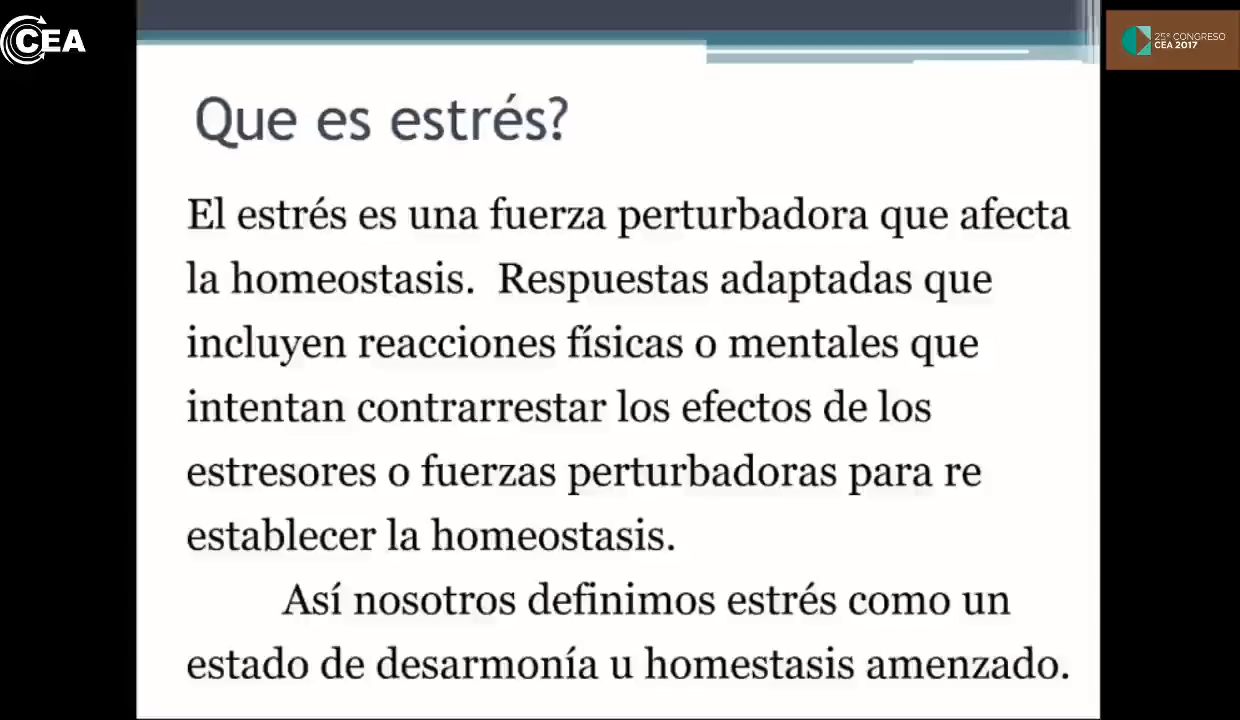 CEA
25º CONGRESO
CEA 2017
Que es estrés?
El estrés es una fuerza perturbadora que afecta
la homeostasis. Respuestas adaptadas que
incluyen reacciones físicas o mentales que
intentan contrarrestar los efectos de los
estresores o fuerzas perturbadoras para re
establecer la homeostasis.
Así nosotros definimos estrés como un
estado de desarmonía u homestasis amenzado.